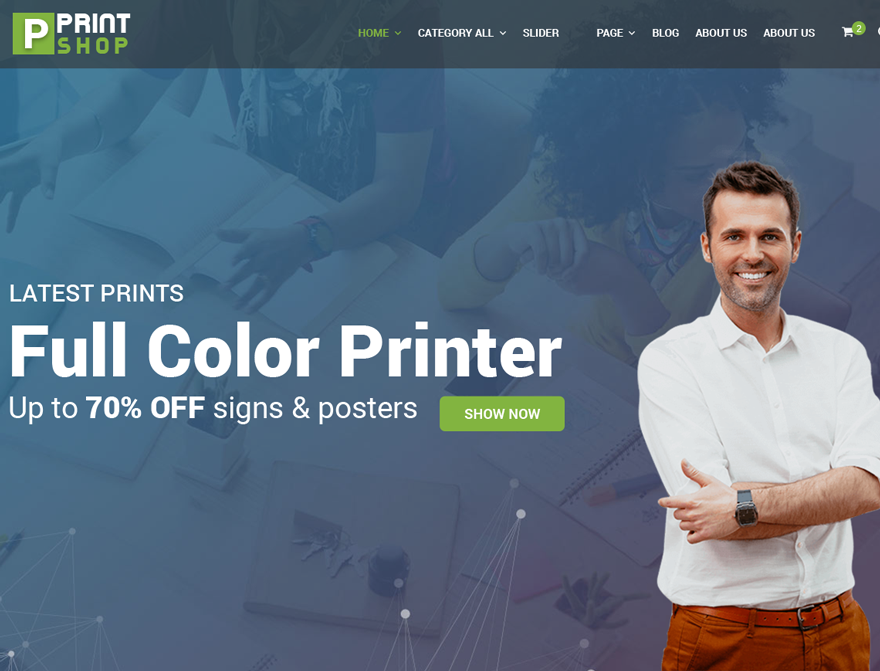 P PRINT
SHOP
HOME CATEGORY ALL SLIDER PAGE BLOG ABOUT US ABOUT US 2
LATEST PRINTS
Full Color Printer
Up to 70% OFF signs & posters
SHOW NOW